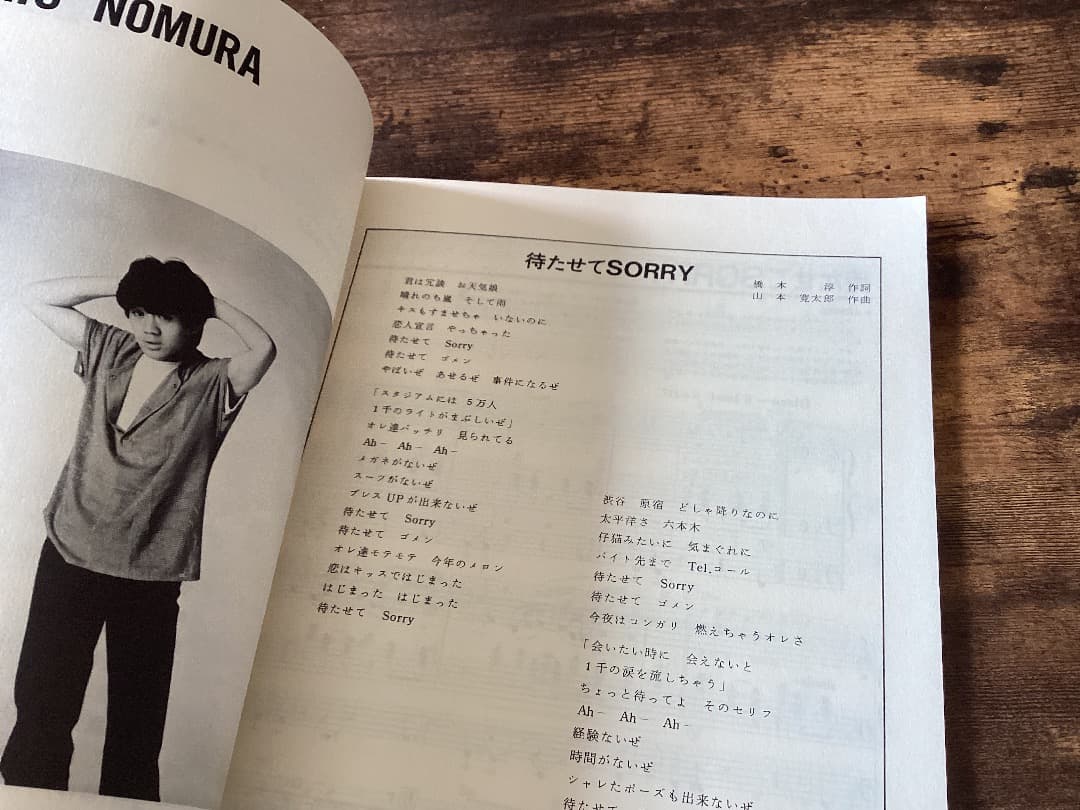 NOMURA
待たせてSORRY
橋本 淳 作詞
山本 寛太郎 作曲
君は冗談 お天気娘
晴れのち嵐 そして雨
キスもすませちゃ いないのに
恋人宣言 やっちゃった
待たせて Sorry
待たせて ゴメン
やばいぜ あせるぜ 事件になるぜ
「スタジアムには 5万人
1千のライトがまぶしいぜ」
オレ達バッチリ 見られてる
Ah− Ah− Ah−
メガネがないぜ
スーツがないぜ
プレス UPが出来ないぜ
待たせて Sorry
待たせて ゴメン
オレ達モテモテ 今年のメロン
恋はキッスではじまった
はじまった はじまった
待たせて Sorry
渋谷 原宿 どしゃ降りなのに
太平洋さ 六本木
仔猫みたいに 気まぐれに
バイト先まで Tel.コール
待たせて Sorry
待たせて ゴメン
今夜はコンガリ 燃えちゃうオレさ
「会いたい時に 会えないと
1千の涙を流しちゃう」
ちょっと待ってよ そのセリフ
Ah− Ah− Ah−
経験ないぜ
時間がないぜ
シャレたポーズも出来ないぜ
待たせて